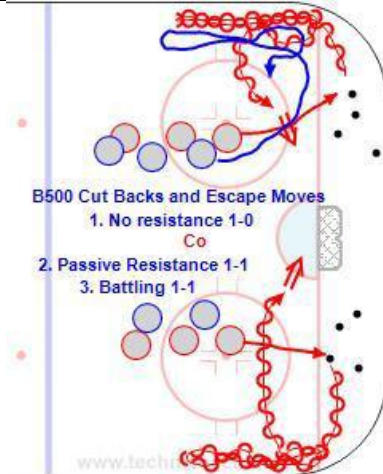 B500 Cut Backs and Escape Moves
1. No resistance 1-0
Co
2. Passive Resistance 1-1
3. Battling 1-1